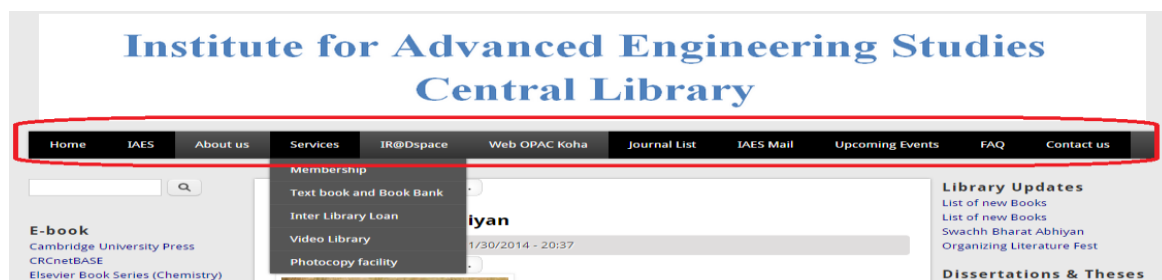 Institute for Advanced Engineering Studies
Central Library
Home IAES About us Services IR@Dspace Web OPAC Koha Journal List IAES Mail Upcoming Events FAQ Contact us
Membership
Text book and Book Bank
Inter Library Loan
Video Library
Photocopy facility
E-book
Cambridge University Press
CRCnetBASE
Elsevier Book Series (Chemistry)
iyan
1/30/2014 - 20:37
Library Updates
List of new Books
List of new Books
Swachh Bharat Abhiyan
Organizing Literature Fest
Dissertations & Theses